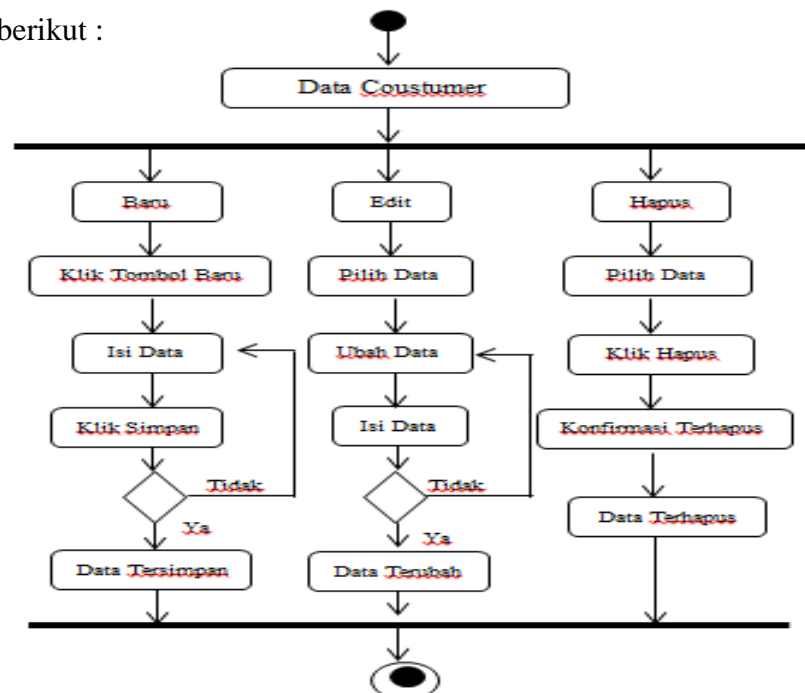 berikut :
Data Coustumer
Baru
Edit
Hapus
Klik Tombol Baru
Pilih Data
Pilih Data
Isi Data
Ubah Data
Klik Hapus
Klik Simpan
Isi Data
Konfirmasi Terhapus
Tidak
Tidak
Data Terhapus
Ya
Ya
Data Tersimpan
Data Terubah